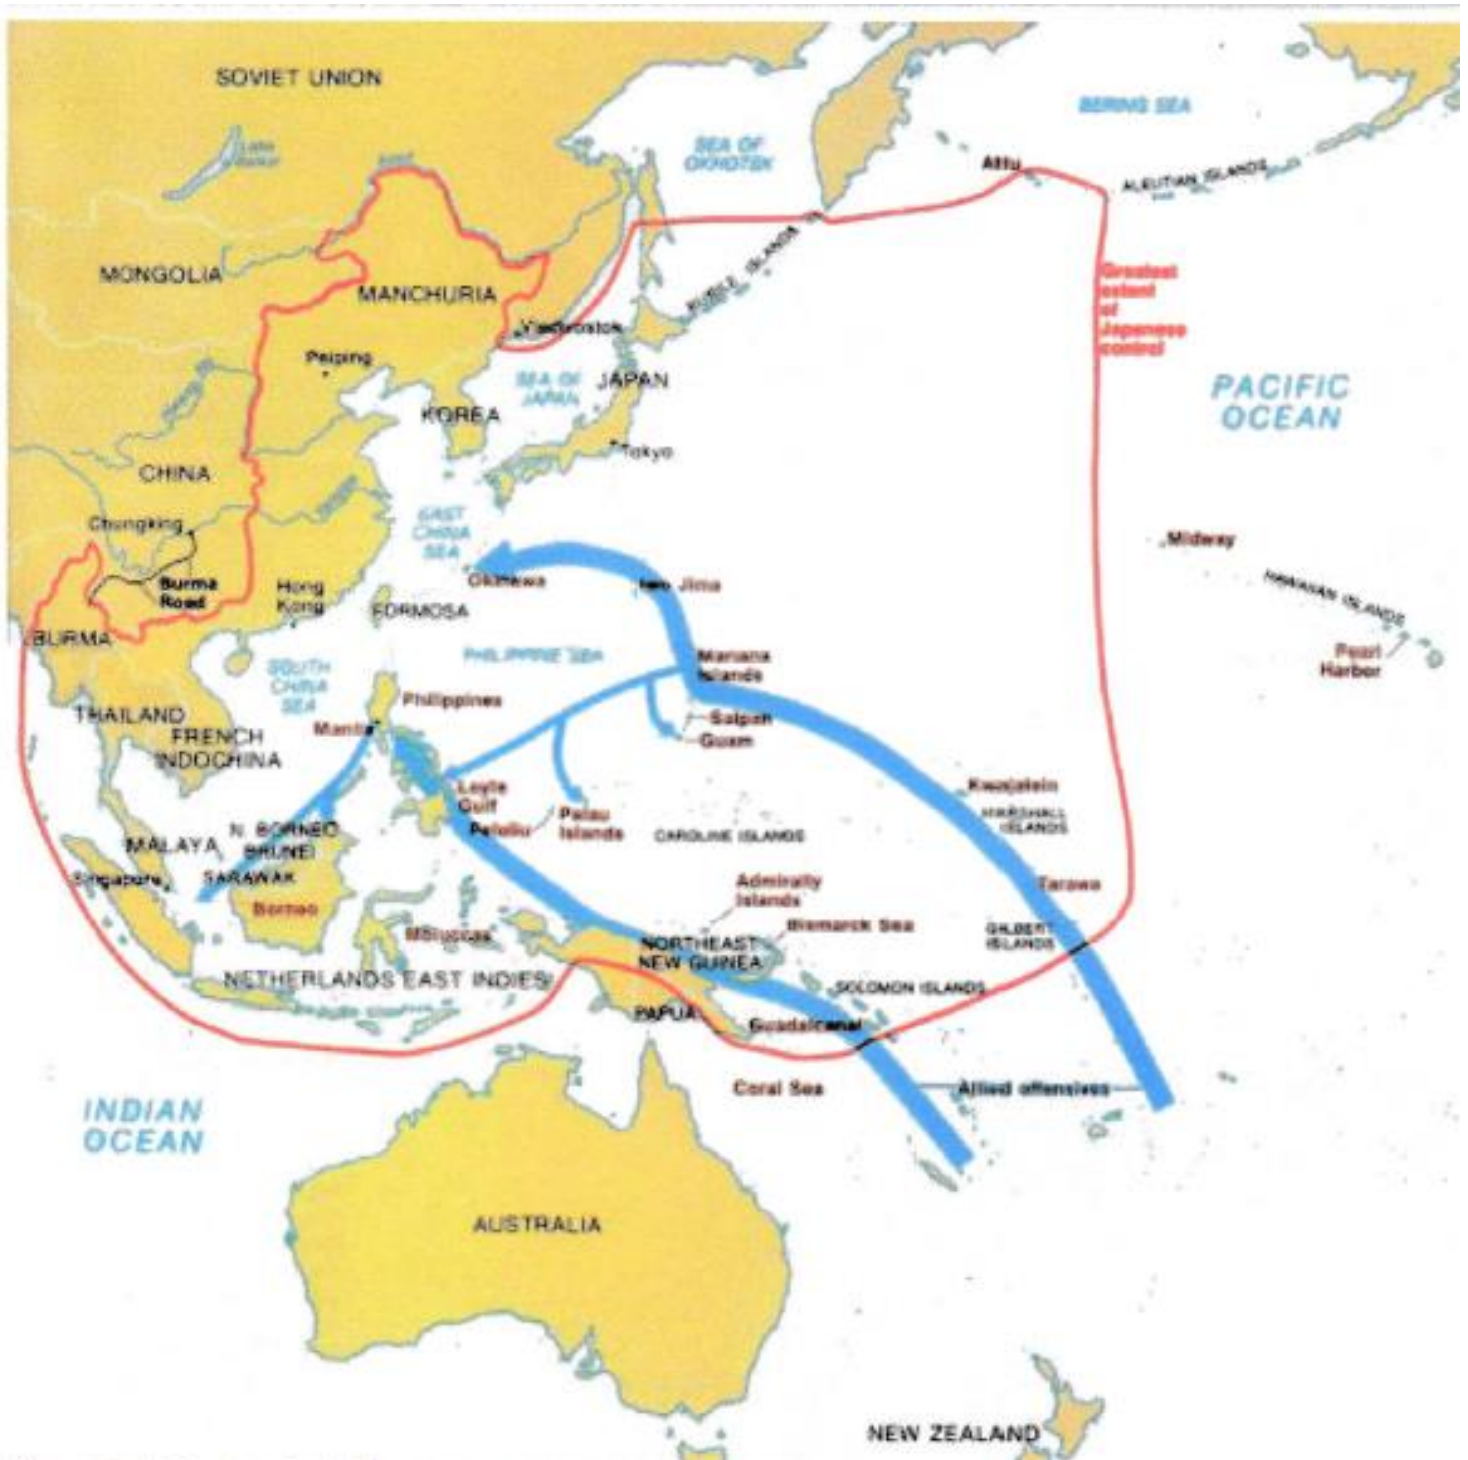 SOVIET UNION
BERING SEA
SEA OF
OKHOTSK
Lake
Attu
ALEUTIAN ISLANDS
KURILE ISLANDS
MONGOLIA
MANCHURIA
Greatest
extent
of
Japanese
control
Vladivostok
Peiping
SEA OF
JAPAN
JAPAN
PACIFIC
OCEAN
KOREA
Tokyo
CHINA
Chungking
EAST
CHINA
SEA
Midway
Burma
Road
Hong
Kong
Okinawa
Iwo Jima
HAWAIIAN ISLANDS
FORMOSA
BURMA
Pearl
Harbor
SOUTH
CHINA
SEA
PHILIPPINE SEA
Mariana
Islands
Philippines
THAILAND
Manila
Saipan
Guam
FRENCH
INDOCHINA
Leyte
Gulf
Kwajalein
MARSHALL
ISLANDS
Peleliu
Palau
Islands
CAROLINE ISLANDS
N. BORNEO
BRUNEI
MALAYA
Singapore
SARAWAK
Borneo
Admiralty
Islands
Tarawa
Moluccas
Bismarck Sea
GILBERT
ISLANDS
NORTHEAST
NEW GUINEA
NETHERLANDS EAST INDIES
SOLOMON ISLANDS
PAPUA
Guadalcanal
Coral Sea
Allied offensives
INDIAN
OCEAN
AUSTRALIA
NEW ZEALAND